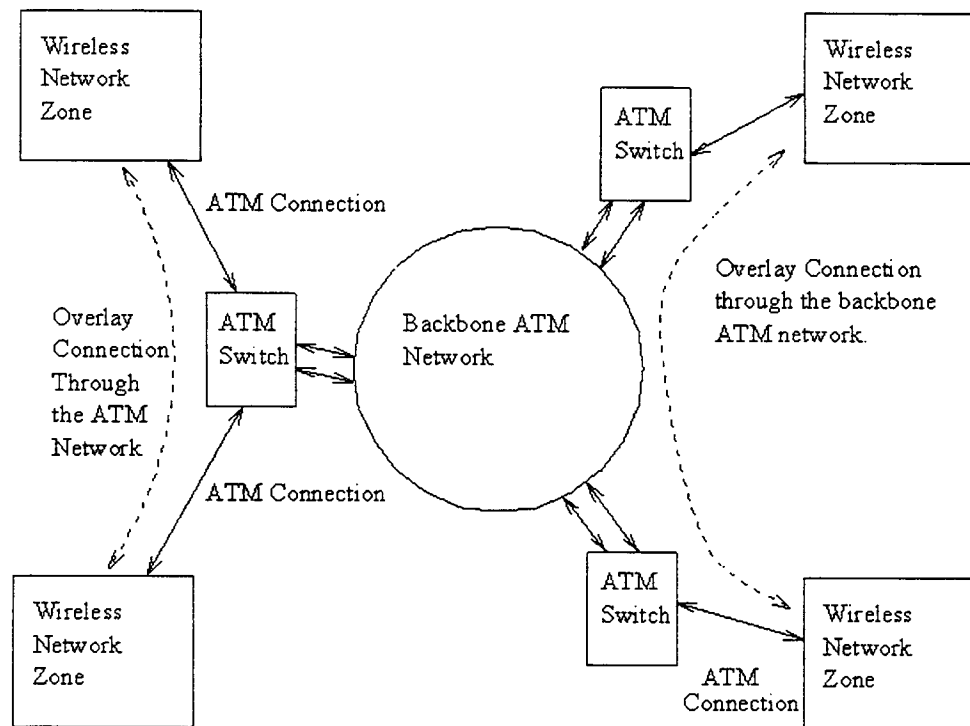 Wireless
Network
Zone
Wireless
Network
Zone
ATM
Switch
ATM Connection
Overlay
Connection
Through
the ATM
Network
ATM
Switch
Backbone ATM
Network
Overlay Connection
through the backbone
ATM network.
ATM Connection
Wireless
Network
Zone
ATM
Switch
Wireless
Network
Zone
ATM
Connection